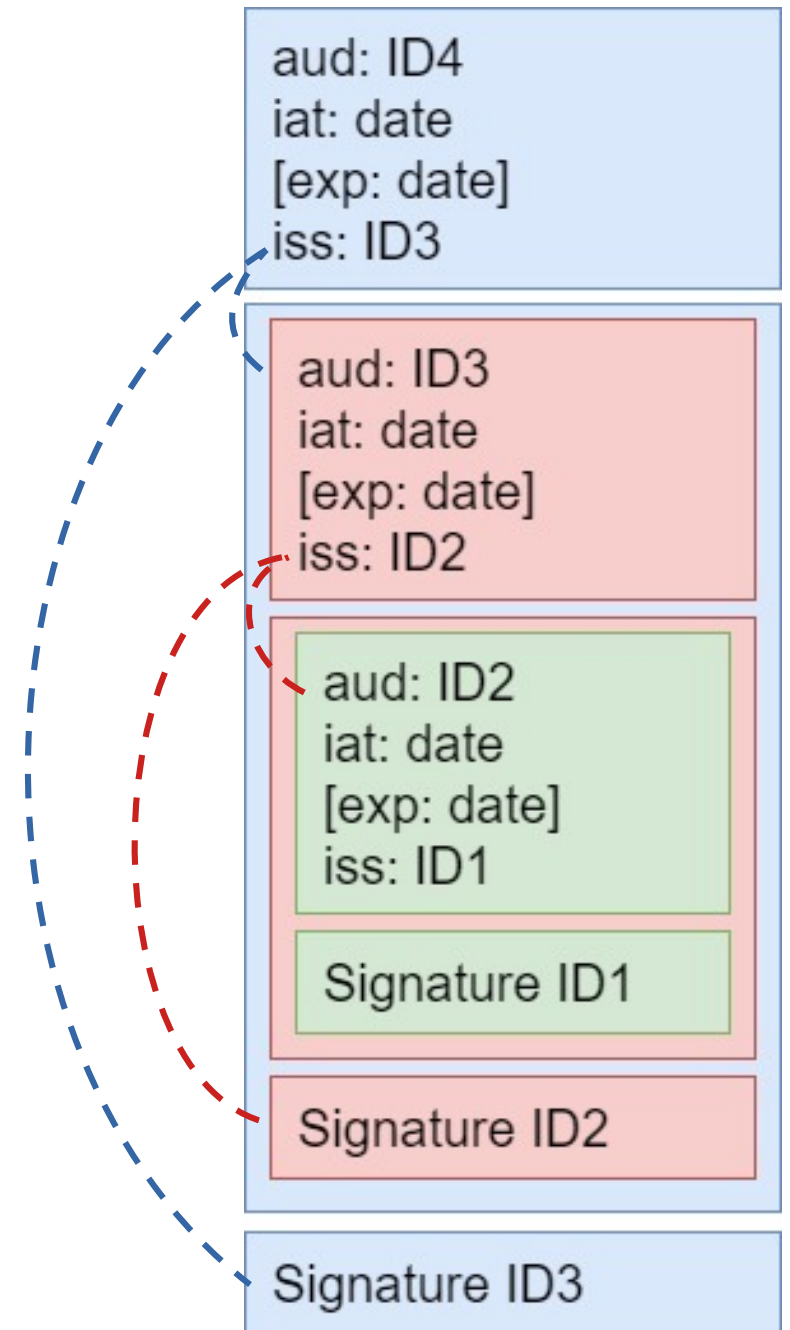 aud: ID4
iat: date
[exp: date]
iss: ID3
aud: ID3
iat: date
[exp: date]
iss: ID2
aud: ID2
iat: date
[exp: date]
iss: ID1
Signature ID1
Signature ID2
Signature ID3